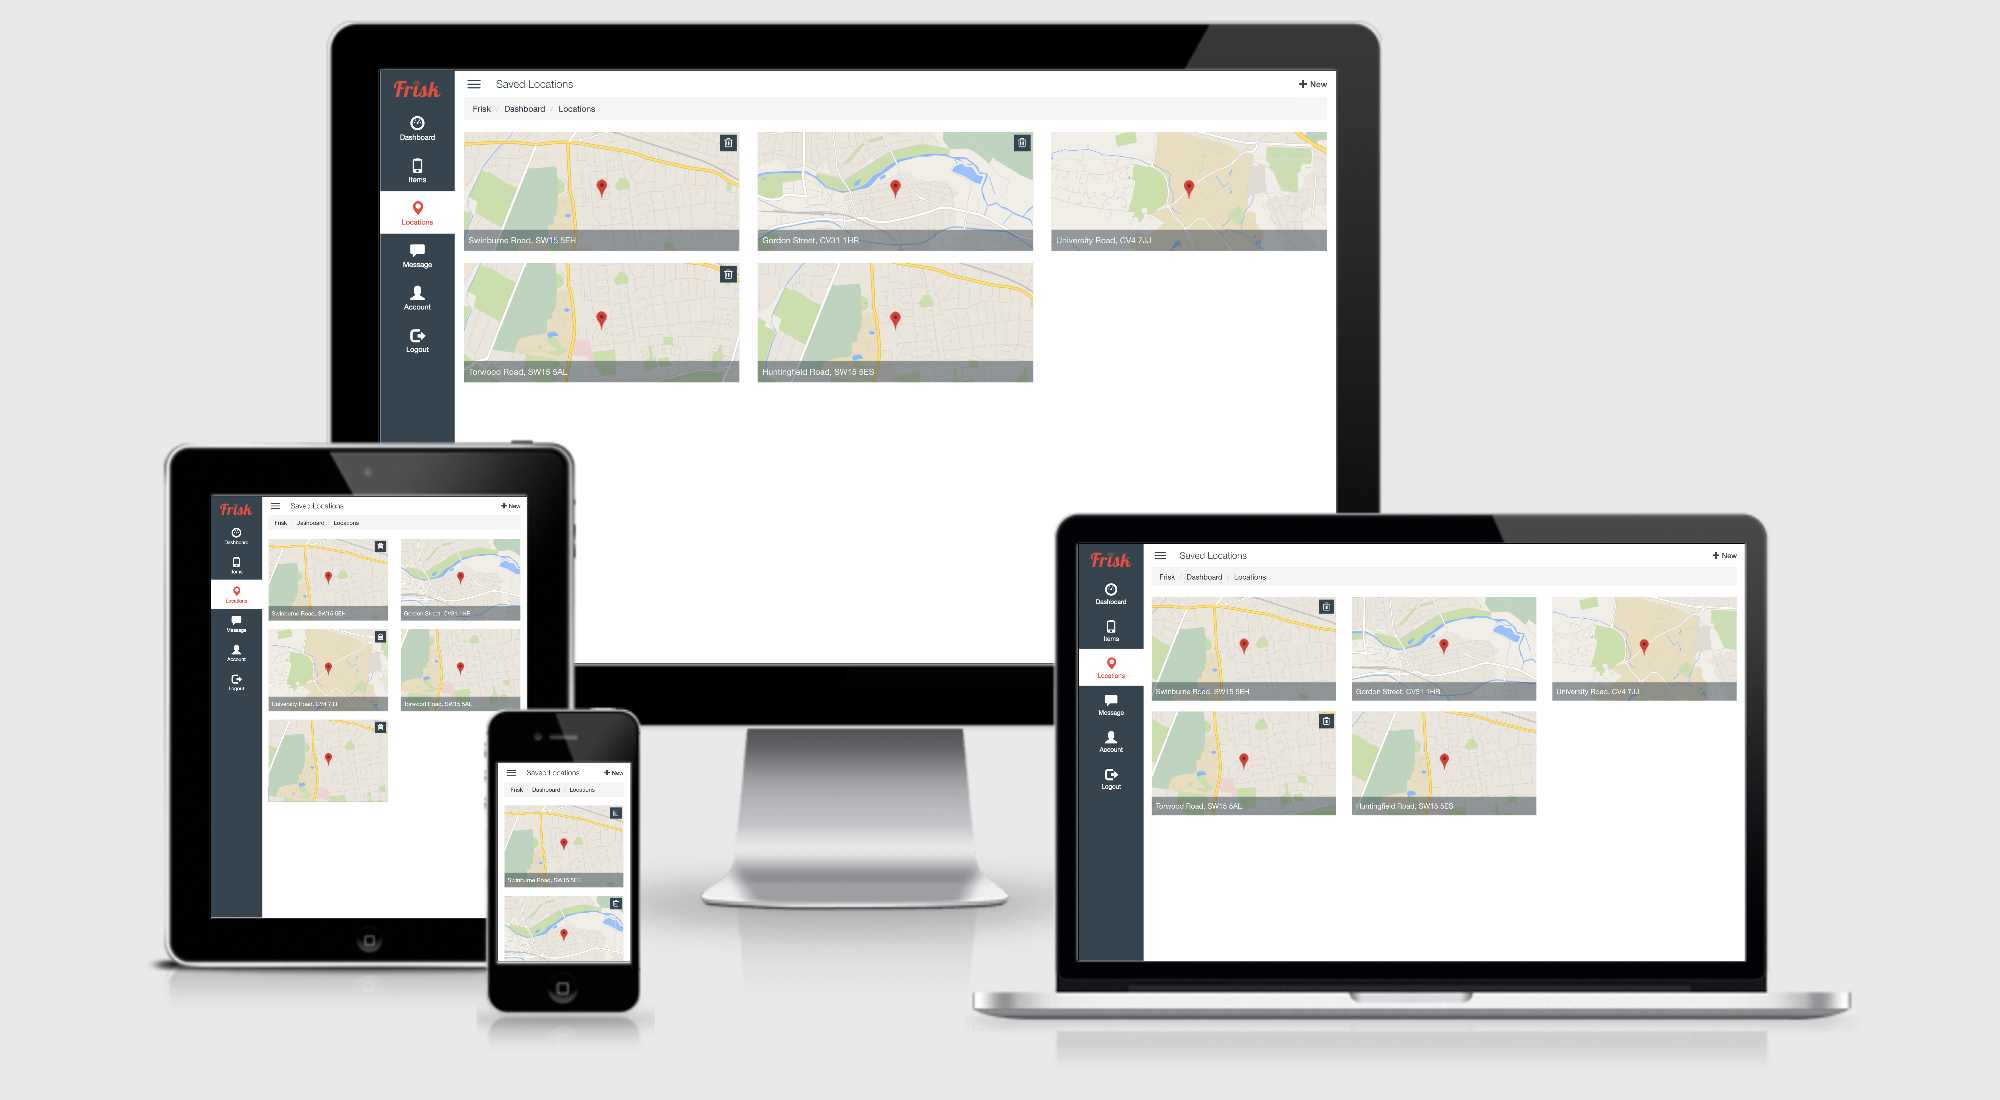 Frisk
Saved Locations
+ New
Frisk / Dashboard / Locations
Dashboard
Items
Locations
Message
Account
Logout
Swinburne Road, SW15 5EH
Gordon Street, CV31 1HR
University Road, CV4 7JJ
Torwood Road, SW15 5AL
Huntingfield Road, SW15 5ES
Frisk
Saved Locations
+ New
Frisk / Dashboard / Locations
Dashboard
Items
Locations
Message
Account
Logout
Swinburne Road, SW15 5EH
Gordon Street, CV31 1HR
University Road, CV4 7JJ
Torwood Road, SW15 5AL
Saved Locations
+ New
Frisk / Dashboard / Locations
Swinburne Road, SW15 5EH
Frisk
Saved Locations
+ New
Frisk / Dashboard / Locations
Dashboard
Items
Locations
Message
Account
Logout
Swinburne Road, SW15 5EH
Gordon Street, CV31 1HR
University Road, CV4 7JJ
Torwood Road, SW15 5AL
Huntingfield Road, SW15 5ES